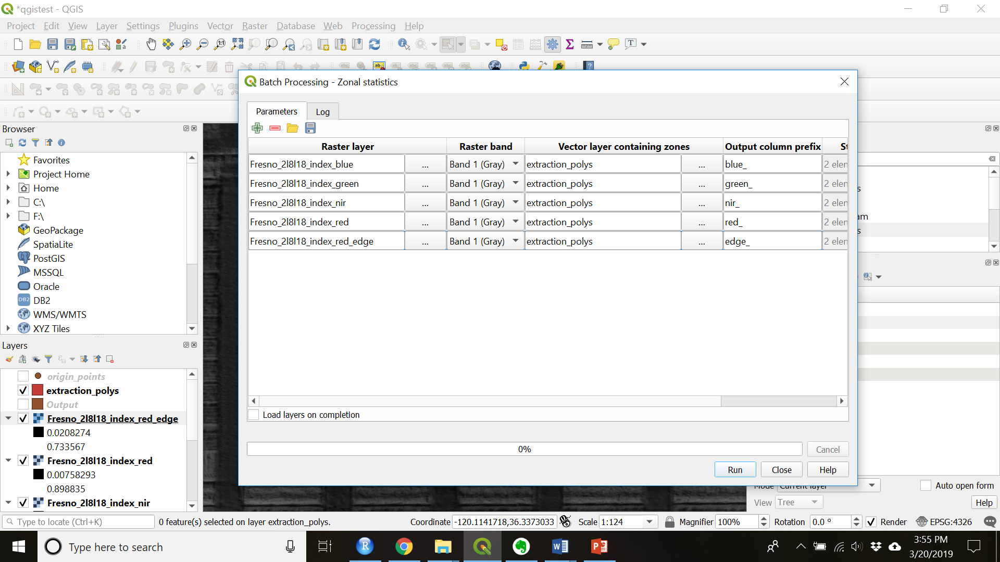 *qgistest - QGIS
Project Edit View Layer Settings Plugins Vector Raster Database Web Processing Help
Batch Processing - Zonal statistics
Parameters Log
Raster layer Raster band Vector layer containing zones Output column prefix
Fresno_2l8l18_index_blue ... Band 1 (Gray) extraction_polys ... blue_ 2 elen
Fresno_2l8l18_index_green ... Band 1 (Gray) extraction_polys ... green_ 2 elen
Fresno_2l8l18_index_nir ... Band 1 (Gray) extraction_polys ... nir_ 2 elen
Fresno_2l8l18_index_red ... Band 1 (Gray) extraction_polys ... red_ 2 elen
Fresno_2l8l18_index_red_edge ... Band 1 (Gray) extraction_polys ... edge_ 2 elen
Load layers on completion
0% Cancel
Run Close Help
Browser
Favorites
Project Home
Home
C:\
F:\
GeoPackage
SpatiaLite
PostGIS
MSSQL
Oracle
DB2
WMS/WMTS
XYZ Tiles
Layers
origin_points
extraction_polys
Output
Fresno_2l8l18_index_red_edge
0.0208274
0.733567
Fresno_2l8l18_index_red
0.00758293
0.898835
Fresno_2l8l18_index_nir
Mode Current layer Auto open form
View Tree Help
Type to locate (Ctrl+K) 0 feature(s) selected on layer extraction_polys. Coordinate -120.1141718,36.3373033 Scale 1:124 Magnifier 100% Rotation 0.0 ° Render EPSG:4326
Type here to search
3:55 PM
3/20/2019